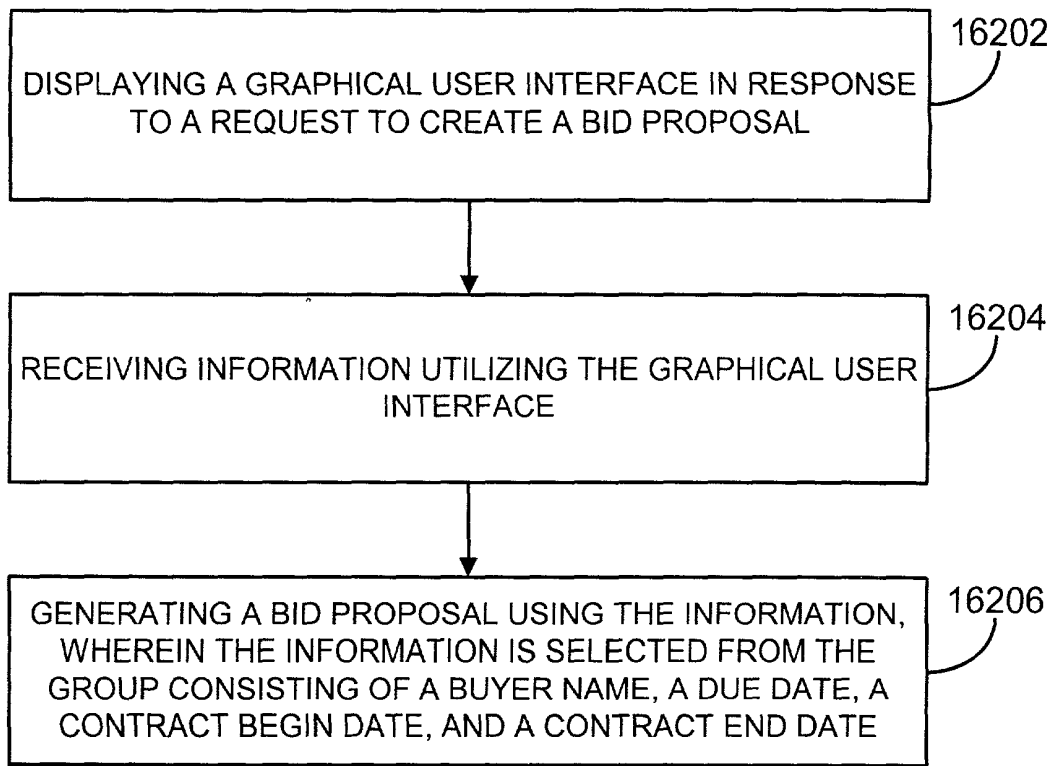 16202
DISPLAYING A GRAPHICAL USER INTERFACE IN RESPONSE
TO A REQUEST TO CREATE A BID PROPOSAL
16204
RECEIVING INFORMATION UTILIZING THE GRAPHICAL USER
INTERFACE
16206
GENERATING A BID PROPOSAL USING THE INFORMATION,
WHEREIN THE INFORMATION IS SELECTED FROM THE
GROUP CONSISTING OF A BUYER NAME, A DUE DATE, A
CONTRACT BEGIN DATE, AND A CONTRACT END DATE